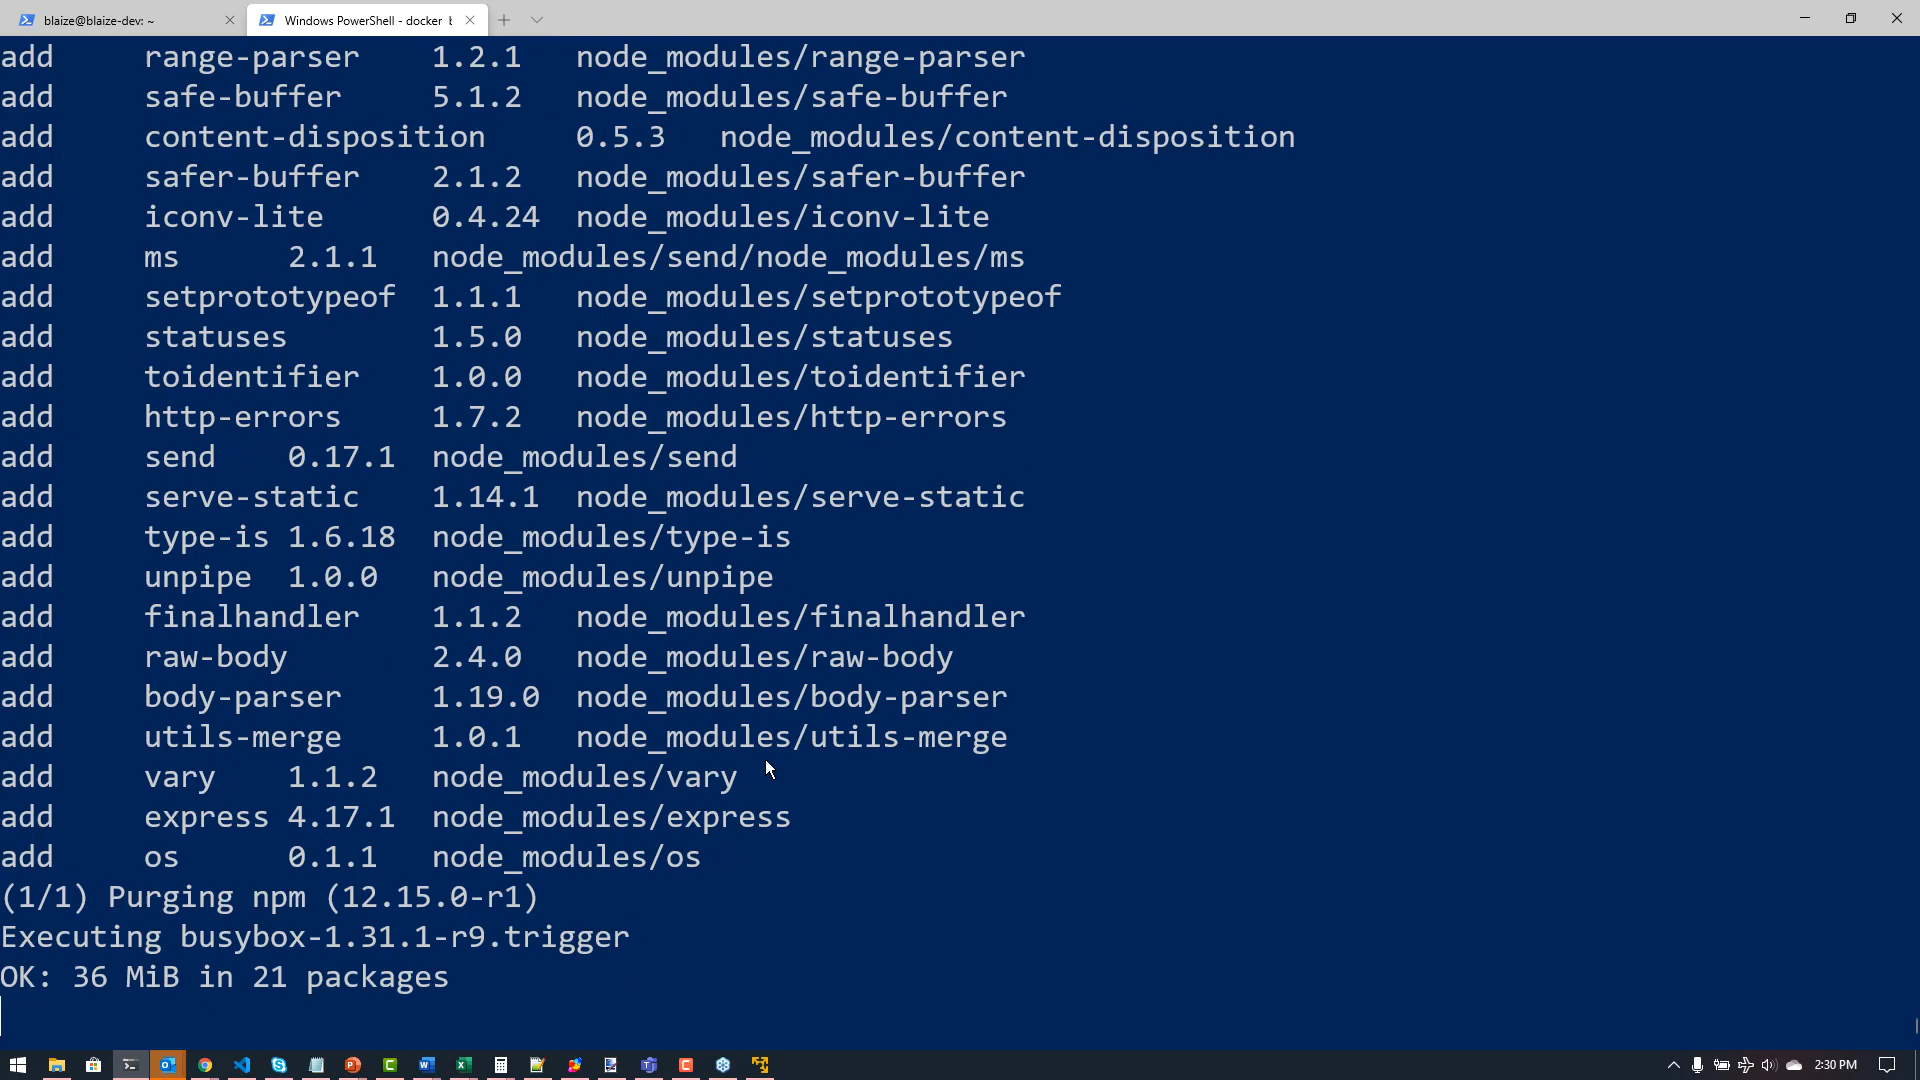 blaize@blaize-dev: ~
Windows PowerShell - docker b
add range-parser 1.2.1 node_modules/range-parser
add safe-buffer 5.1.2 node_modules/safe-buffer
add content-disposition 0.5.3 node_modules/content-disposition
add safer-buffer 2.1.2 node_modules/safer-buffer
add iconv-lite 0.4.24 node_modules/iconv-lite
add ms 2.1.1 node_modules/send/node_modules/ms
add setprototypeof 1.1.1 node_modules/setprototypeof
add statuses 1.5.0 node_modules/statuses
add toidentifier 1.0.0 node_modules/toidentifier
add http-errors 1.7.2 node_modules/http-errors
add send 0.17.1 node_modules/send
add serve-static 1.14.1 node_modules/serve-static
add type-is 1.6.18 node_modules/type-is
add unpipe 1.0.0 node_modules/unpipe
add finalhandler 1.1.2 node_modules/finalhandler
add raw-body 2.4.0 node_modules/raw-body
add body-parser 1.19.0 node_modules/body-parser
add utils-merge 1.0.1 node_modules/utils-merge
add vary 1.1.2 node_modules/vary
add express 4.17.1 node_modules/express
add os 0.1.1 node_modules/os
(1/1) Purging npm (12.15.0-r1)
Executing busybox-1.31.1-r9.trigger
OK: 36 MiB in 21 packages
2:30 PM